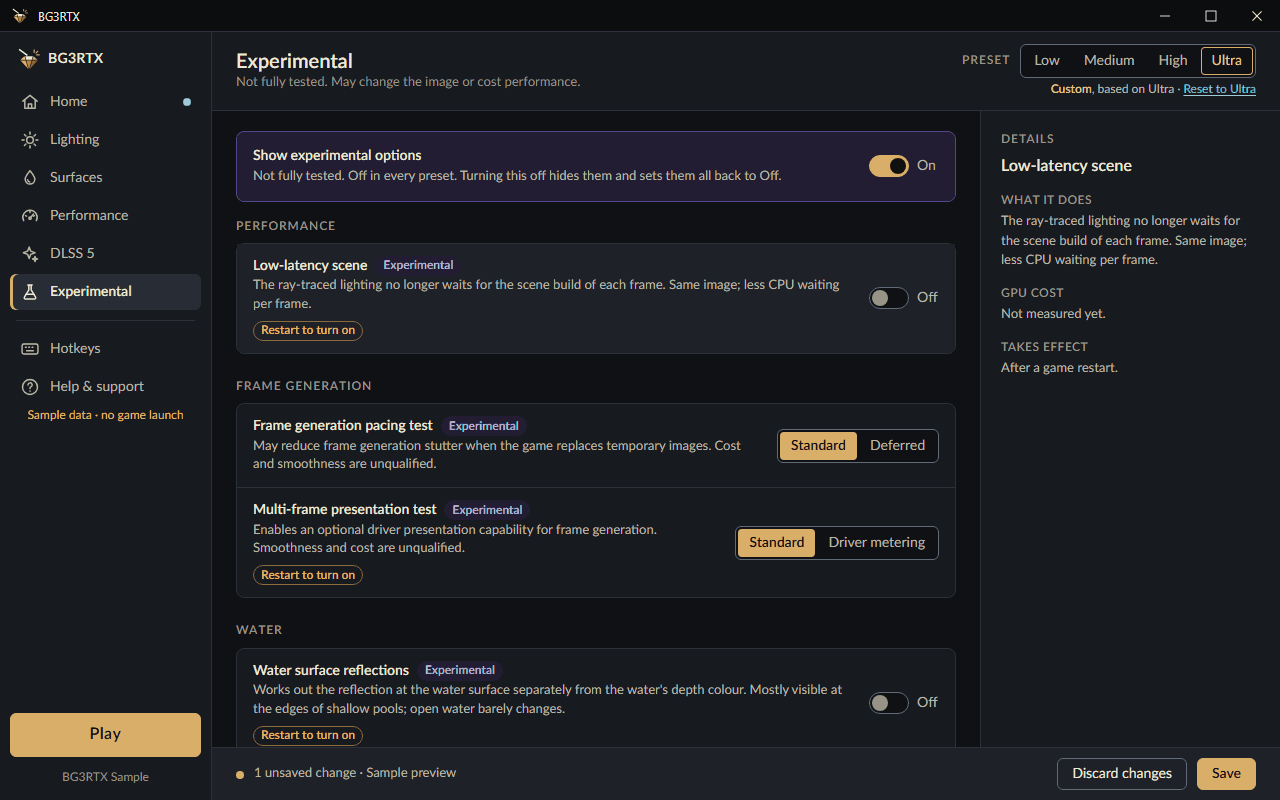 BG3RTX
BG3RTX
Home
Lighting
Surfaces
Performance
DLSS 5
Experimental
Hotkeys
Help & support
Sample data · no game launch
Play
BG3RTX Sample
Experimental
Not fully tested. May change the image or cost performance.
PRESET
Low Medium High Ultra
Custom, based on Ultra · Reset to Ultra
Show experimental options
Not fully tested. Off in every preset. Turning this off hides them and sets them all back to Off.
On
PERFORMANCE
Low-latency scene Experimental
The ray-traced lighting no longer waits for the scene build of each frame. Same image; less CPU waiting
per frame.
Restart to turn on
Off
FRAME GENERATION
Frame generation pacing test Experimental
May reduce frame generation stutter when the game replaces temporary images. Cost
and smoothness are unqualified.
Standard Deferred
Multi-frame presentation test Experimental
Enables an optional driver presentation capability for frame generation.
Smoothness and cost are unqualified.
Restart to turn on
Standard Driver metering
WATER
Water surface reflections Experimental
Works out the reflection at the water surface separately from the water's depth colour. Mostly visible at
the edges of shallow pools; open water barely changes.
Restart to turn on
Off
DETAILS
Low-latency scene
WHAT IT DOES
The ray-traced lighting no longer waits for
the scene build of each frame. Same image;
less CPU waiting per frame.
GPU COST
Not measured yet.
TAKES EFFECT
After a game restart.
1 unsaved change · Sample preview
Discard changes
Save